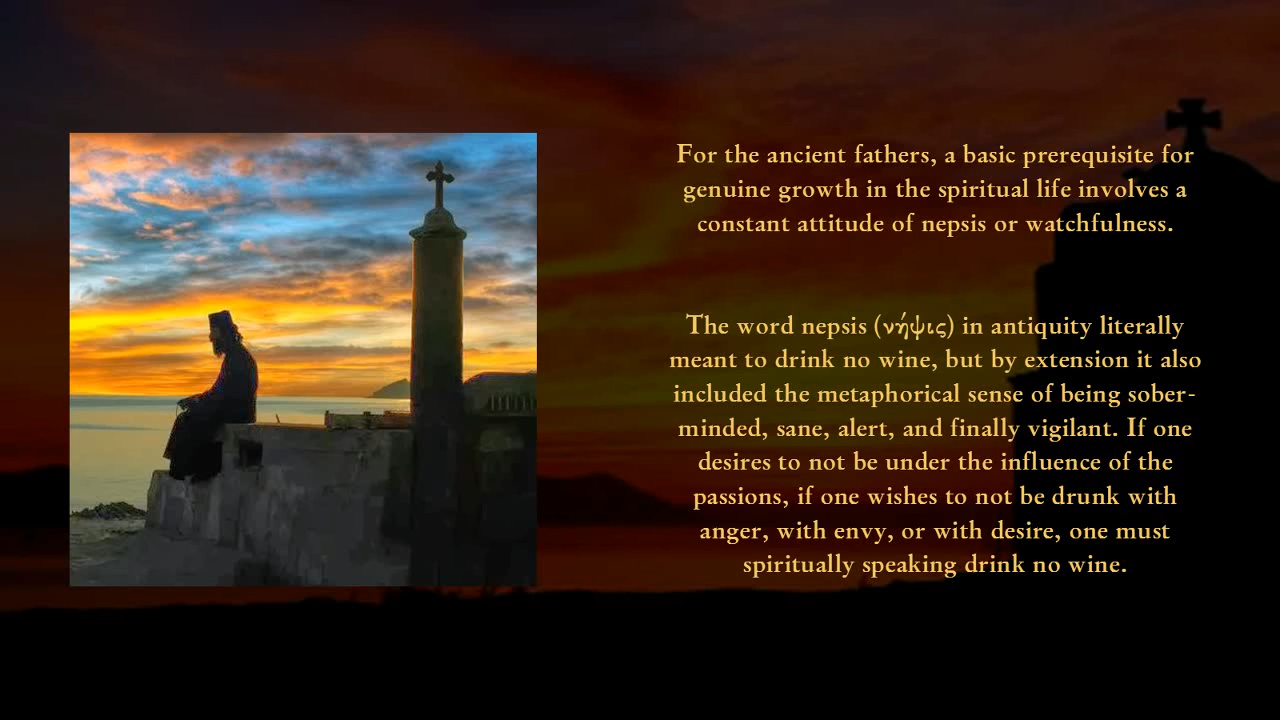 For the ancient fathers, a basic prerequisite for
genuine growth in the spiritual life involves a
constant attitude of nepsis or watchfulness.
The word nepsis (νήψις) in antiquity literally
meant to drink no wine, but by extension it also
included the metaphorical sense of being sober-
minded, sane, alert, and finally vigilant. If one
desires to not be under the influence of the
passions, if one wishes to not be drunk with
anger, with envy, or with desire, one must
spiritually speaking drink no wine.